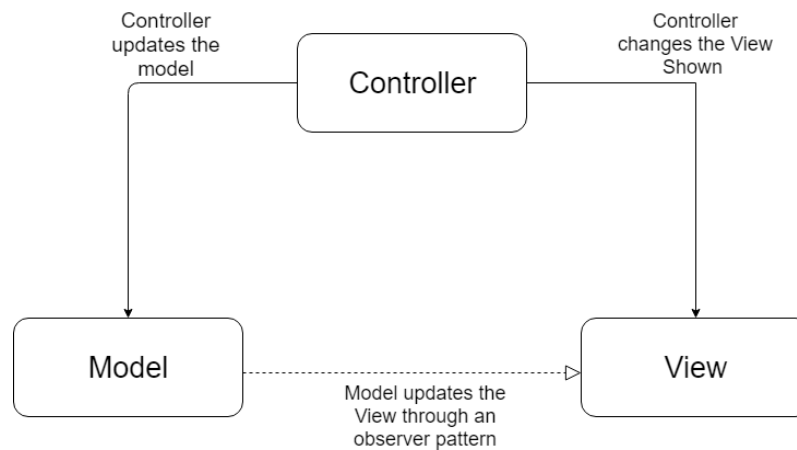 Controller
updates the
model
Controller
Controller
changes the View
Shown
Model
Model updates the
View through an
observer pattern
View